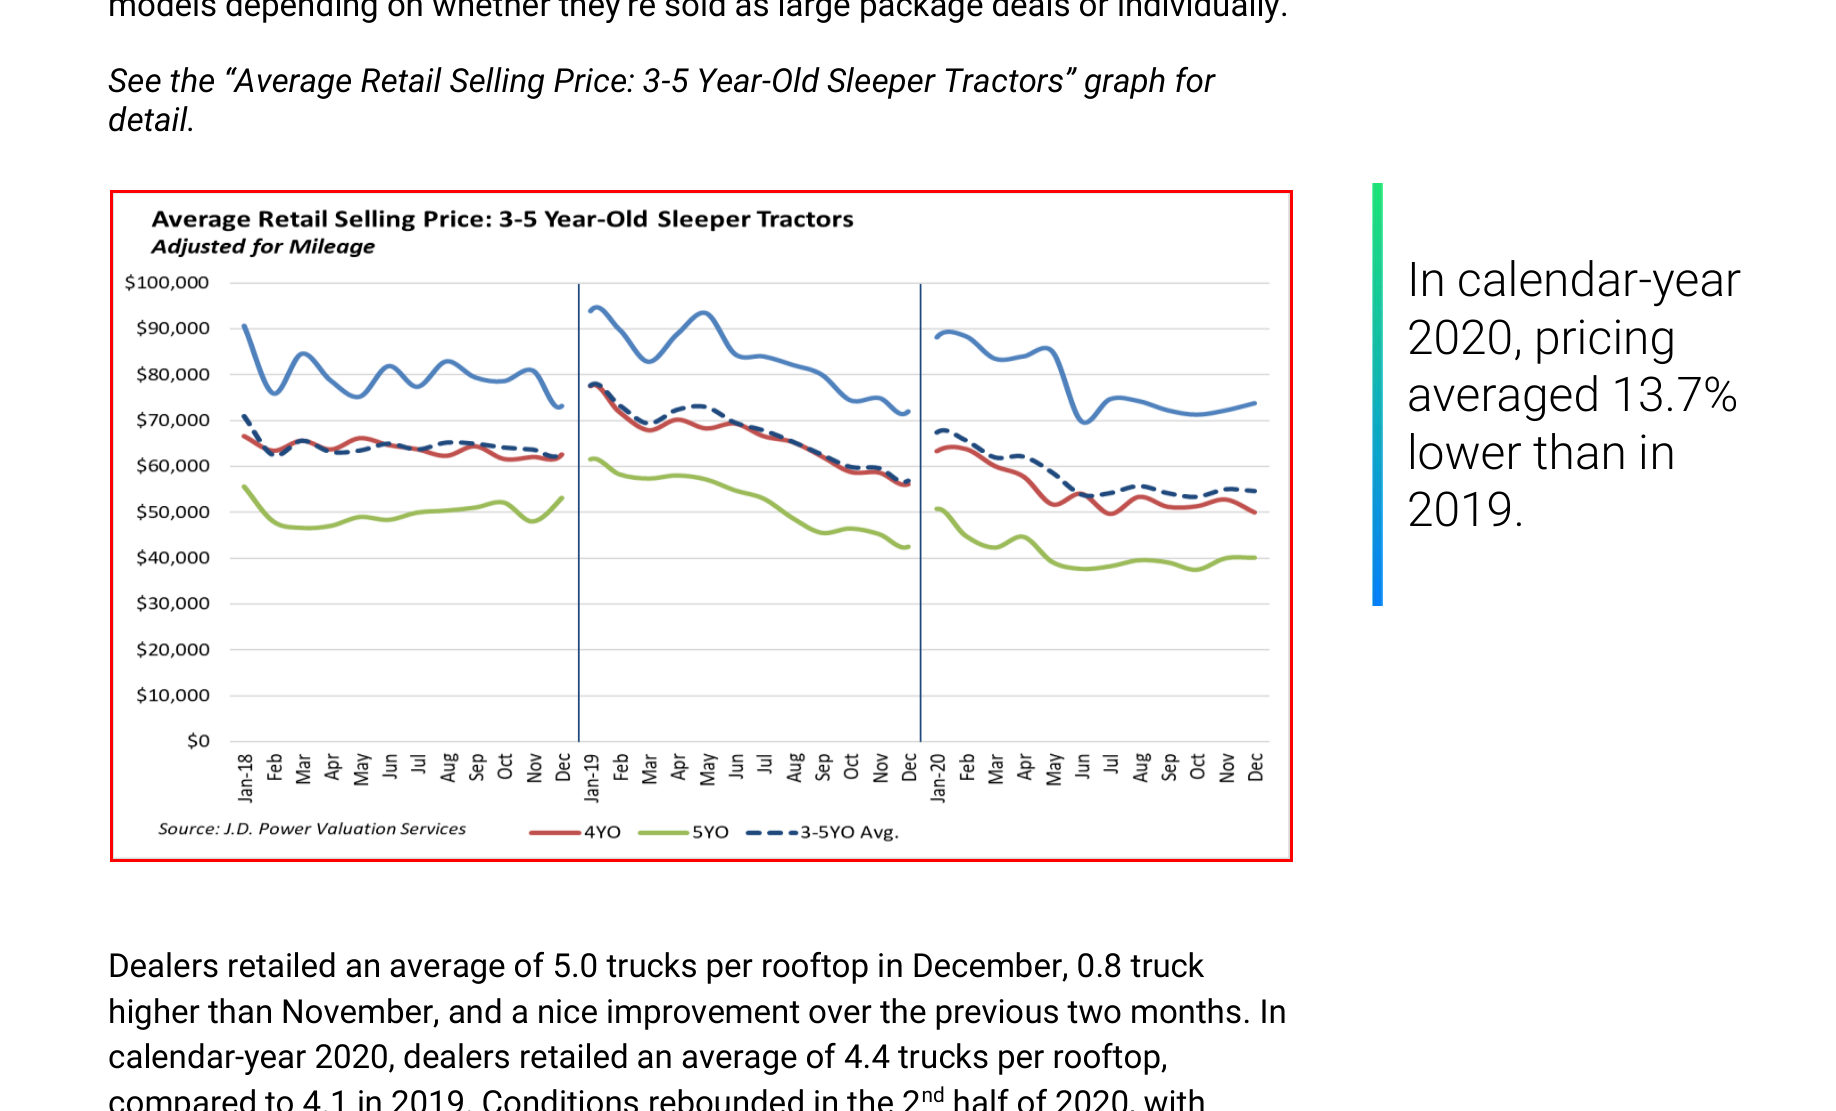 models depending on whether they're sold as large package deals or individually.
See the “Average Retail Selling Price: 3-5 Year-Old Sleeper Tractors” graph for
detail.
Average Retail Selling Price: 3-5 Year-Old Sleeper Tractors
Adjusted for Mileage
$100,000
$90,000
$80,000
$70,000
$60,000
$50,000
$40,000
$30,000
$20,000
$10,000
$0
Jan-18 Feb Mar Apr May Jun Jul Aug Sep Oct Nov Dec Jan-19 Feb Mar Apr May Jun Jul Aug Sep Oct Nov Dec Jan-20 Feb Mar Apr May Jun Jul Aug Sep Oct Nov Dec
Source: J.D. Power Valuation Services 4YO 5YO 3-5YO Avg.
In calendar-year
2020, pricing
averaged 13.7%
lower than in
2019.
Dealers retailed an average of 5.0 trucks per rooftop in December, 0.8 truck
higher than November, and a nice improvement over the previous two months. In
calendar-year 2020, dealers retailed an average of 4.4 trucks per rooftop,
compared to 4.1 in 2019. Conditions rebounded in the 2nd half of 2020, with